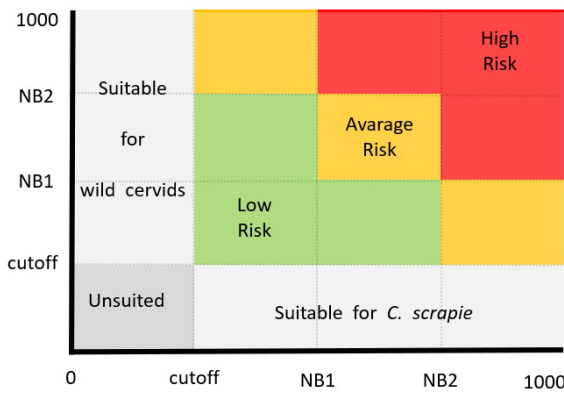 1000
High
Risk
Suitable
NB2
for
Avarage
Risk
NB1
wild cervids
Low
Risk
cutoff
Unsuited
Suitable for C. scrapie
0
cutoff
NB1
NB2
1000